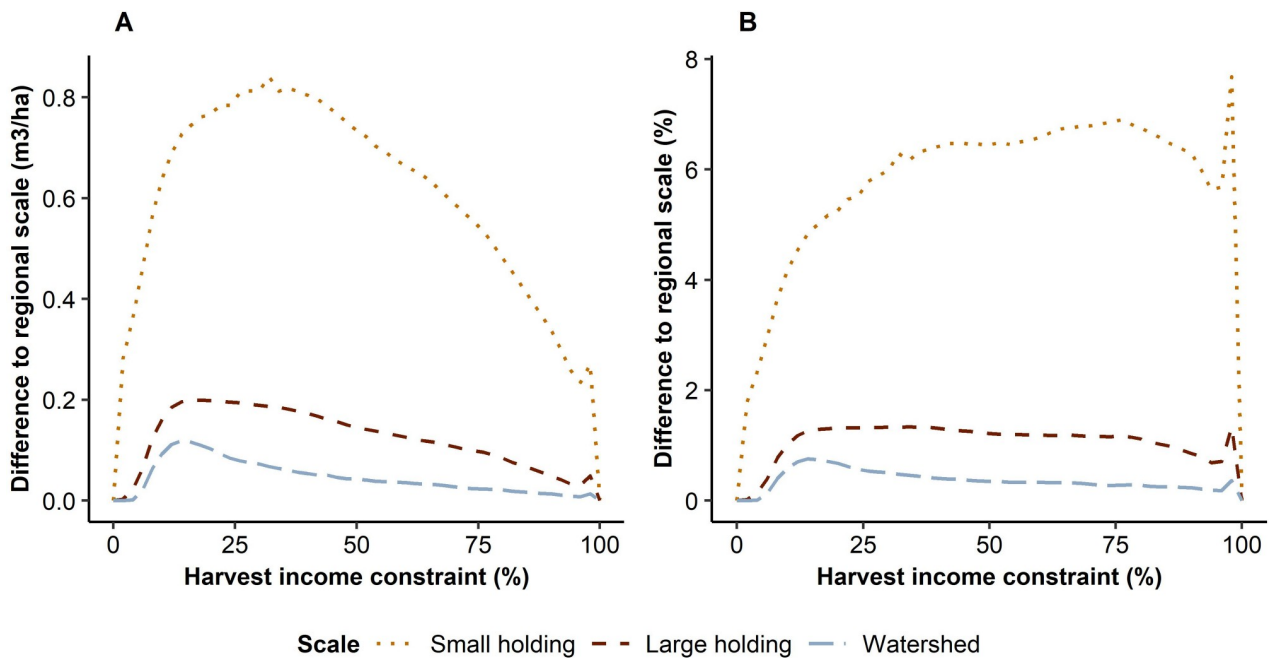 A
Difference to regional scale (m3/ha)
0.8
0.6
0.4
0.2
0.0
0 25 50 75 100
Harvest income constraint (%)
B
Difference to regional scale (%)
8
6
4
2
0
0 25 50 75 100
Harvest income constraint (%)
Scale Small holding Large holding Watershed